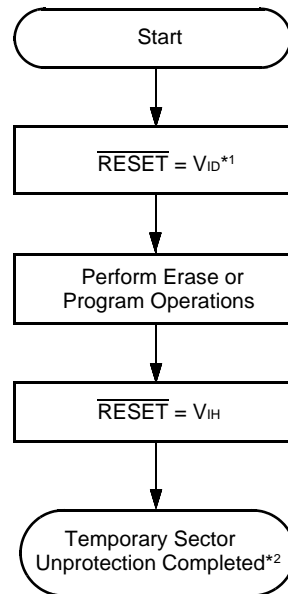 Start
RESET = VID*1
Perform Erase or
Program Operations
RESET = VIH
Temporary Sector
Unprotection Completed*2